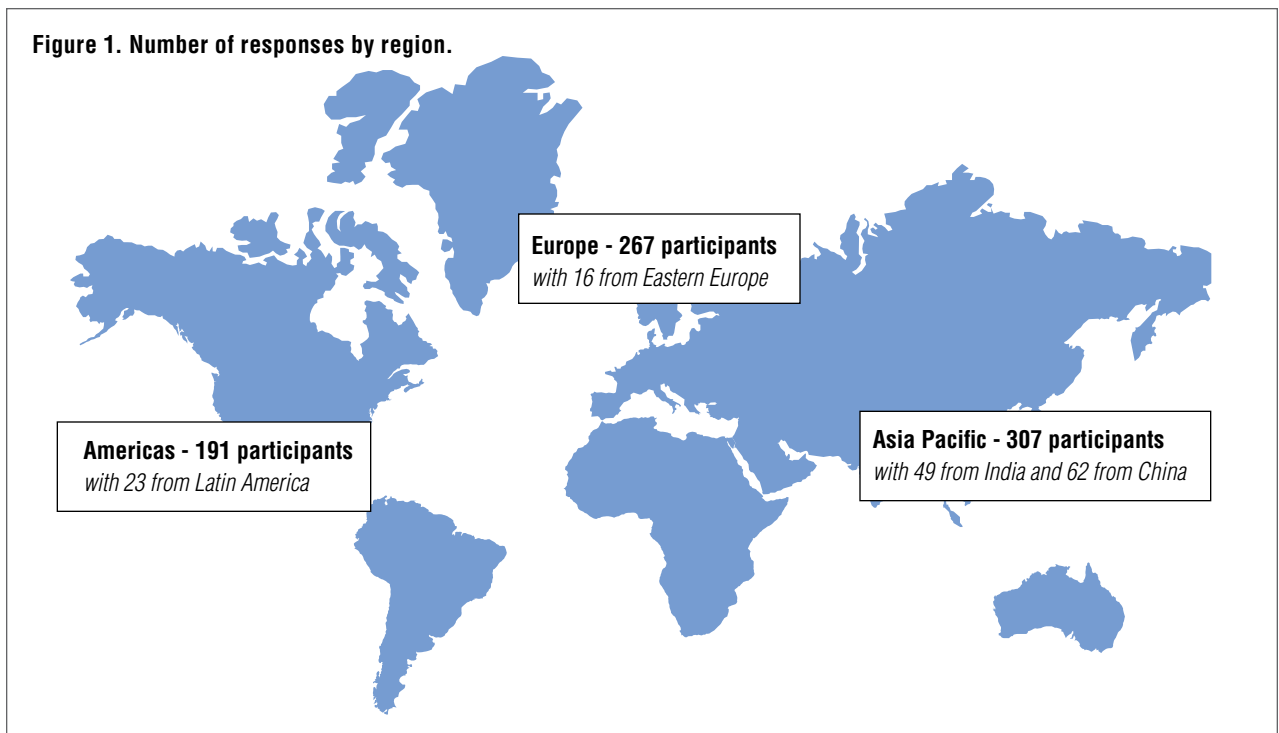 Figure 1. Number of responses by region.
Europe - 267 participants
with 16 from Eastern Europe
Americas - 191 participants
with 23 from Latin America
Asia Pacific - 307 participants
with 49 from India and 62 from China